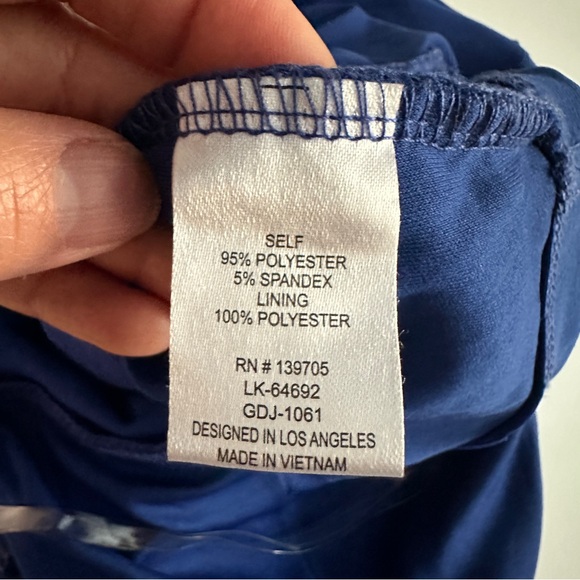 SELF
95% POLYESTER
5% SPANDEX
LINING
100% POLYESTER
RN # 139705
LK-64692
GDJ-1061
DESIGNED IN LOS ANGELES
MADE IN VIETNAM